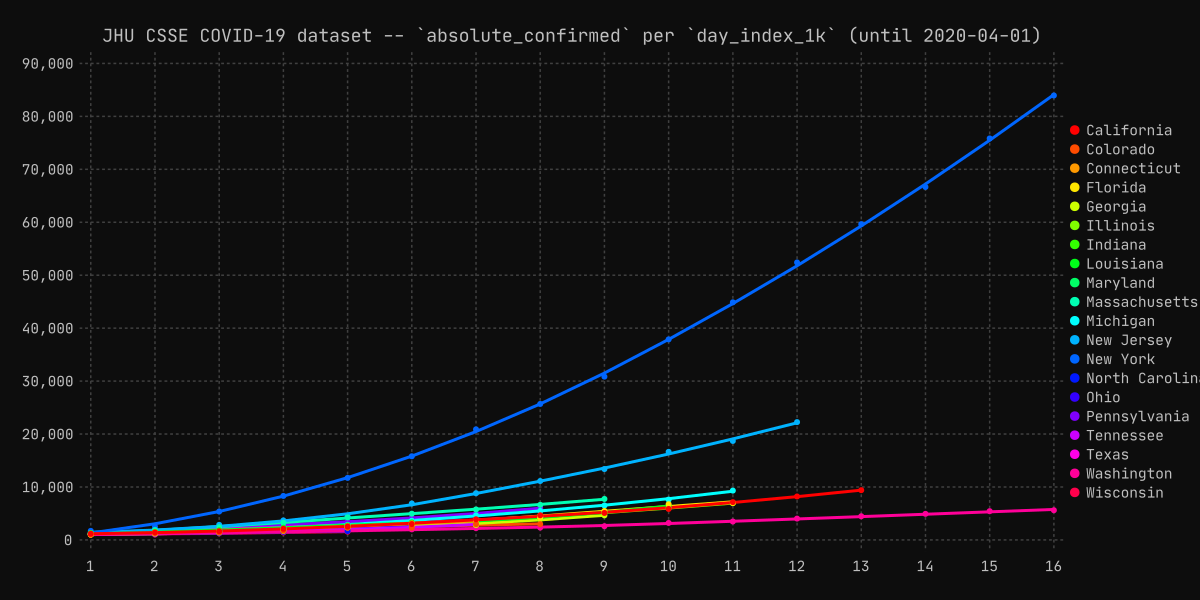 JHU CSSE COVID-19 dataset -- `absolute_confirmed` per `day_index_1k` (until 2020-04-01)
90,000
80,000
70,000
60,000
50,000
40,000
30,000
20,000
10,000
0
1 2 3 4 5 6 7 8 9 10 11 12 13 14 15 16
California
Colorado
Connecticut
Florida
Georgia
Illinois
Indiana
Louisiana
Maryland
Massachusetts
Michigan
New Jersey
New York
North Carolin
Ohio
Pennsylvania
Tennessee
Texas
Washington
Wisconsin